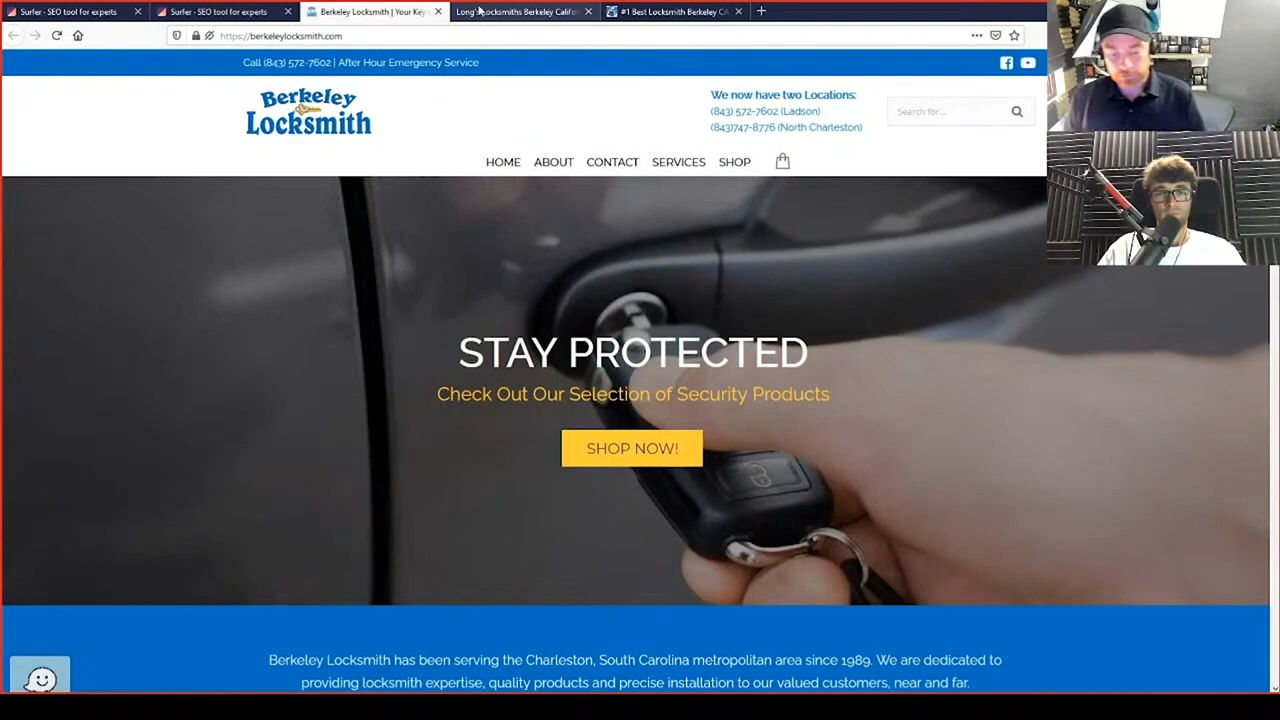 Surfer - SEO tool for experts
Surfer - SEO tool for experts
Berkeley Locksmith | Your Key
Long's Locksmiths Berkeley Califo
#1 Best Locksmith Berkeley CA
https://berkeleylocksmith.com
Call (843) 572-7602 | After Hour Emergency Service
Berkeley
Locksmith
We now have two Locations:
(843) 572-7602 (Ladson)
(843)747-8776 (North Charleston)
Search for...
HOME ABOUT CONTACT SERVICES SHOP
STAY PROTECTED
Check Out Our Selection of Security Products
SHOP NOW!
Berkeley Locksmith has been serving the Charleston, South Carolina metropolitan area since 1989. We are dedicated to
providing locksmith expertise, quality products and precise installation to our valued customers, near and far.